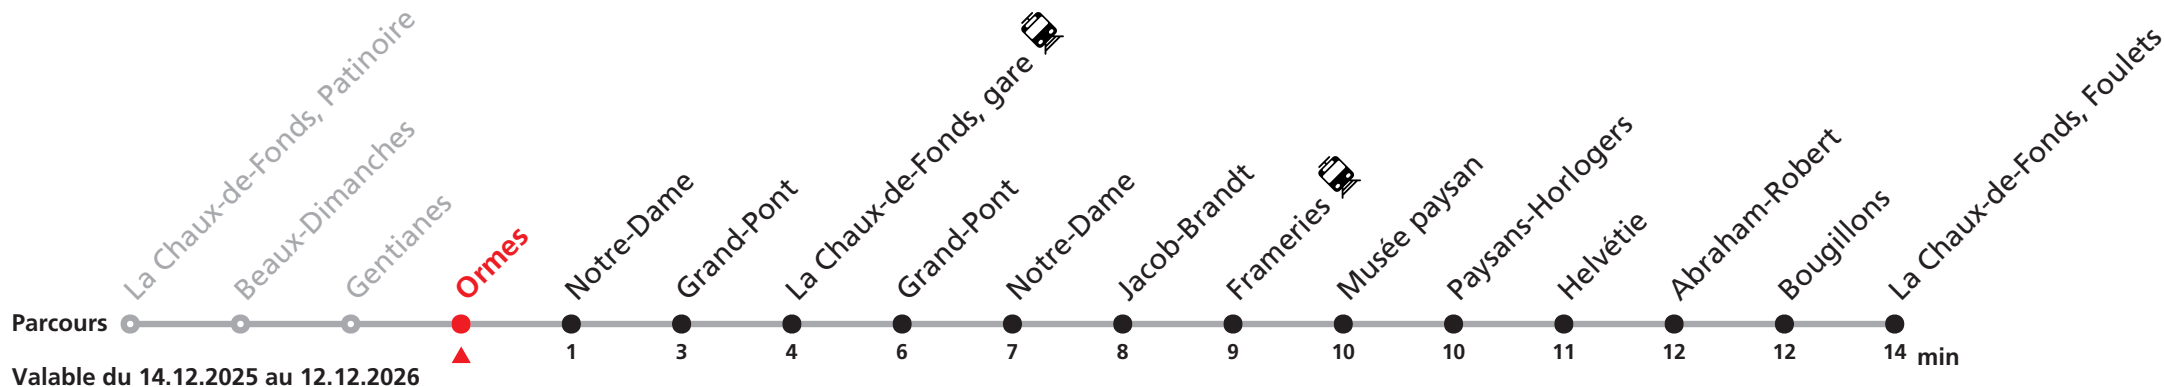 La Chaux-de-Fonds, Patinoire
Beaux-Dimanches
Gentianes
Ormes
Notre-Dame
Grand-Pont
La Chaux-de-Fonds, gare
Grand-Pont
Notre-Dame
Jacob-Brandt
Frameries
Musée paysan
Paysans-Horlogers
Helvétie
Abraham-Robert
Bougillons
La Chaux-de-Fonds, Foulets
Parcours
1 3 4 6 7 8 9 10 10 11 12 12 14 min
Valable du 14.12.2025 au 12.12.2026